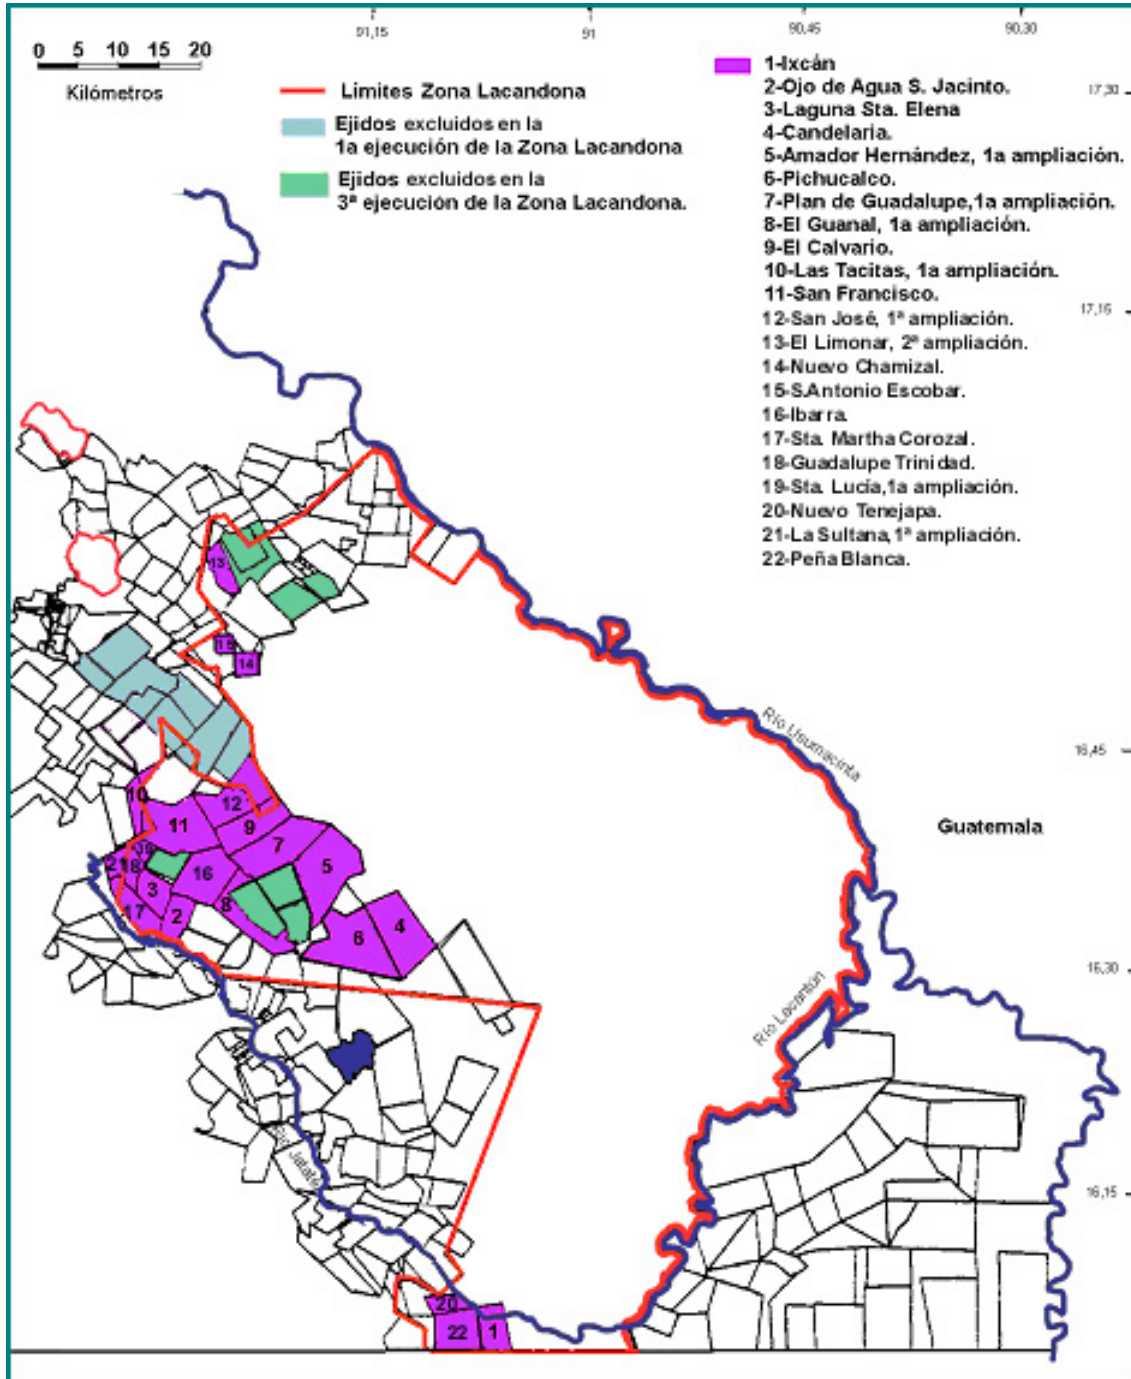 91,15
91
90,45
90,30
0 5 10 15 20
Kilómetros
Limites Zona Lacandona
Ejidos excluidos en la
1a ejecución de la Zona Lacandona
Ejidos excluidos en la
3ª ejecución de la Zona Lacandona.
1-Ixcán
2-Ojo de Agua S. Jacinto.
3-Laguna Sta. Elena
4-Candelaria.
5-Amador Hernández, 1a ampliación.
6-Pichucalco.
7-Plan de Guadalupe,1a ampliación.
8-El Guanal, 1a ampliación.
9-El Calvario.
10-Las Tacitas, 1a ampliación.
11-San Francisco.
12-San José, 1ª ampliación.
13-El Limonar, 2ª ampliación.
14-Nuevo Chamizal.
15-S.Antonio Escobar.
16-Ibarra.
17-Sta. Martha Corozal.
18-Guadalupe Trinidad.
19-Sta. Lucía,1a ampliación.
20-Nuevo Tenejapa.
21-La Sultana,1ª ampliación.
22-Peña Blanca.
17,30
17,15
16,45
16,30
16,15
13
15
14
10
12
11
9
7
19
21
18
16
5
3
8
17
2
4
6
Río Usumacinta
Guatemala
Río Lacantún
Río Jataté
20
22
1